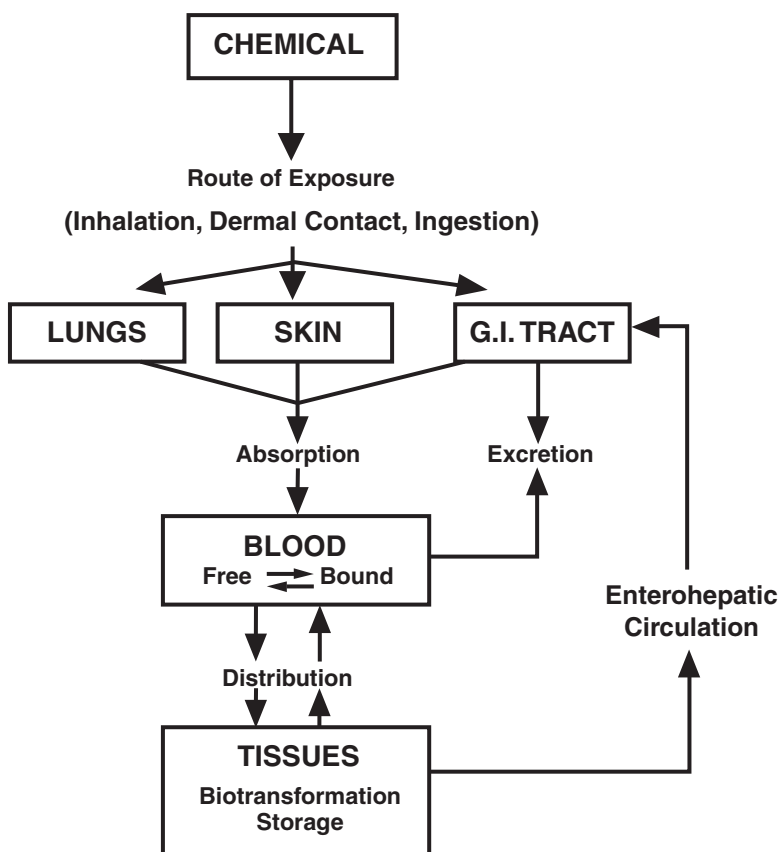 CHEMICAL
Route of Exposure
(Inhalation, Dermal Contact, Ingestion)
LUNGS
SKIN
G.I. TRACT
Absorption
Excretion
BLOOD
Free
Bound
Enterohepatic
Circulation
Distribution
TISSUES
Biotransformation
Storage